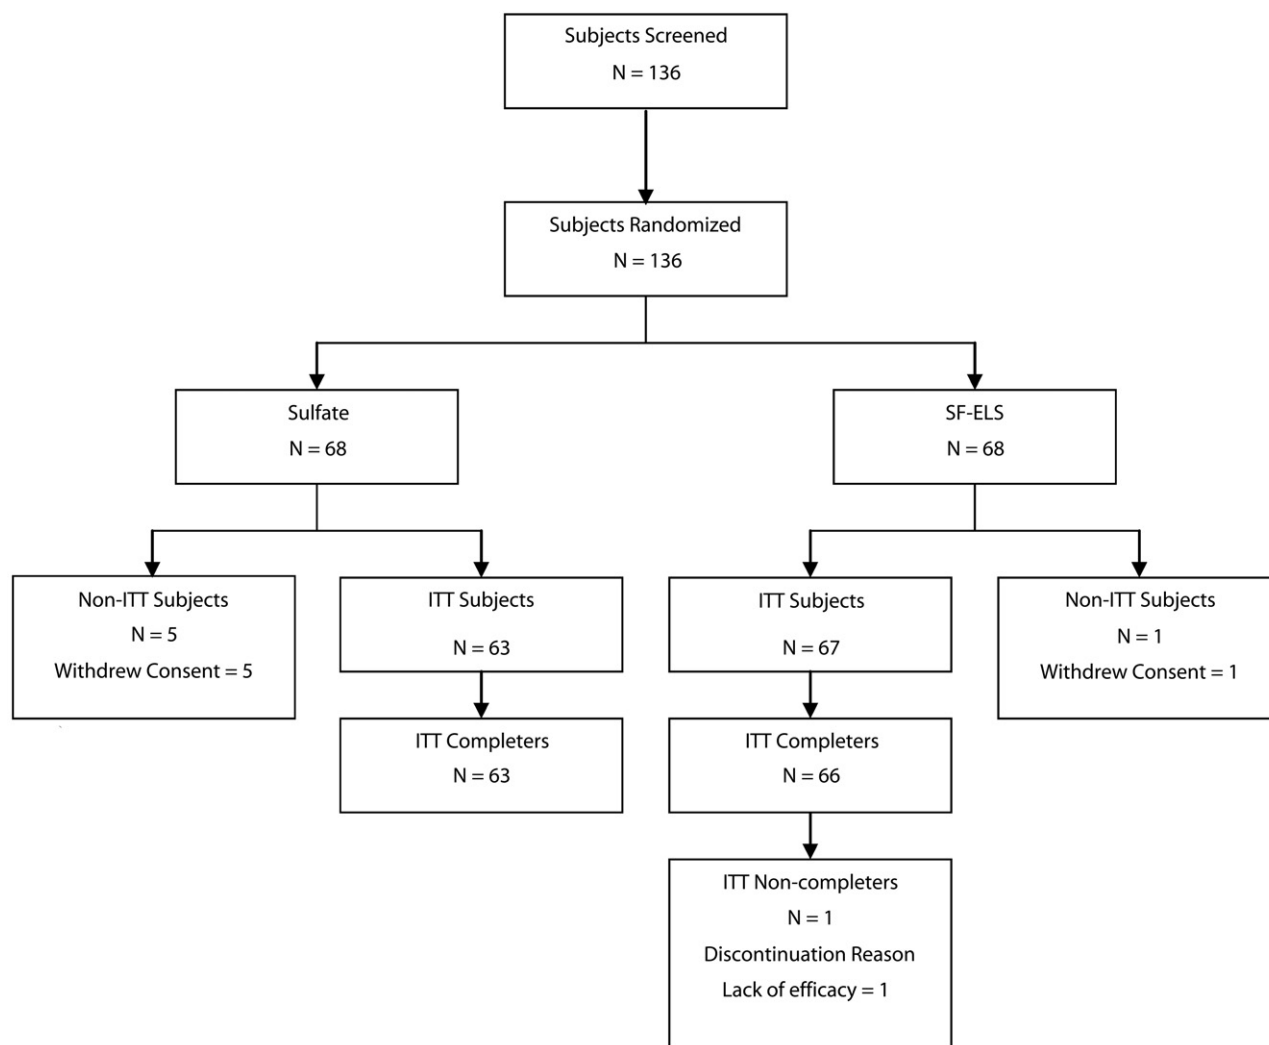 Subjects Screened
N = 136
Subjects Randomized
N = 136
Sulfate
N = 68
SF-ELS
N = 68
Non-ITT Subjects
N = 5
Withdrew Consent = 5
ITT Subjects
N = 63
ITT Subjects
N = 67
Non-ITT Subjects
N = 1
Withdrew Consent = 1
ITT Completers
N = 63
ITT Completers
N = 66
ITT Non-completers
N = 1
Discontinuation Reason
Lack of efficacy = 1